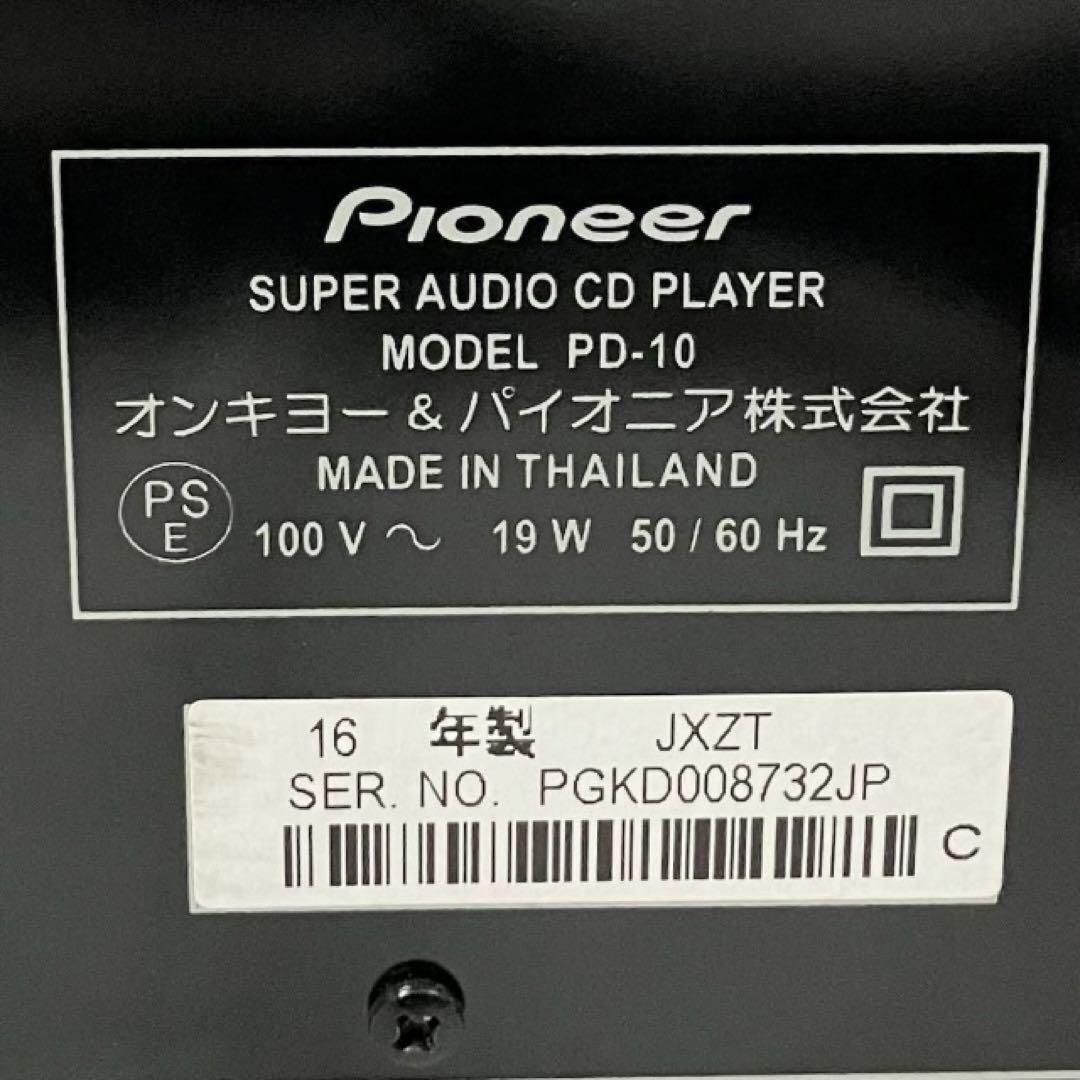 Pioneer
SUPER AUDIO CD PLAYER
MODEL PD-10
オンキヨー&パイオニア株式会社
MADE IN THAILAND
PS
E
100 V ～ 19 W 50 / 60 Hz
16 年製 JXZT
SER. NO. PGKD008732JP
C